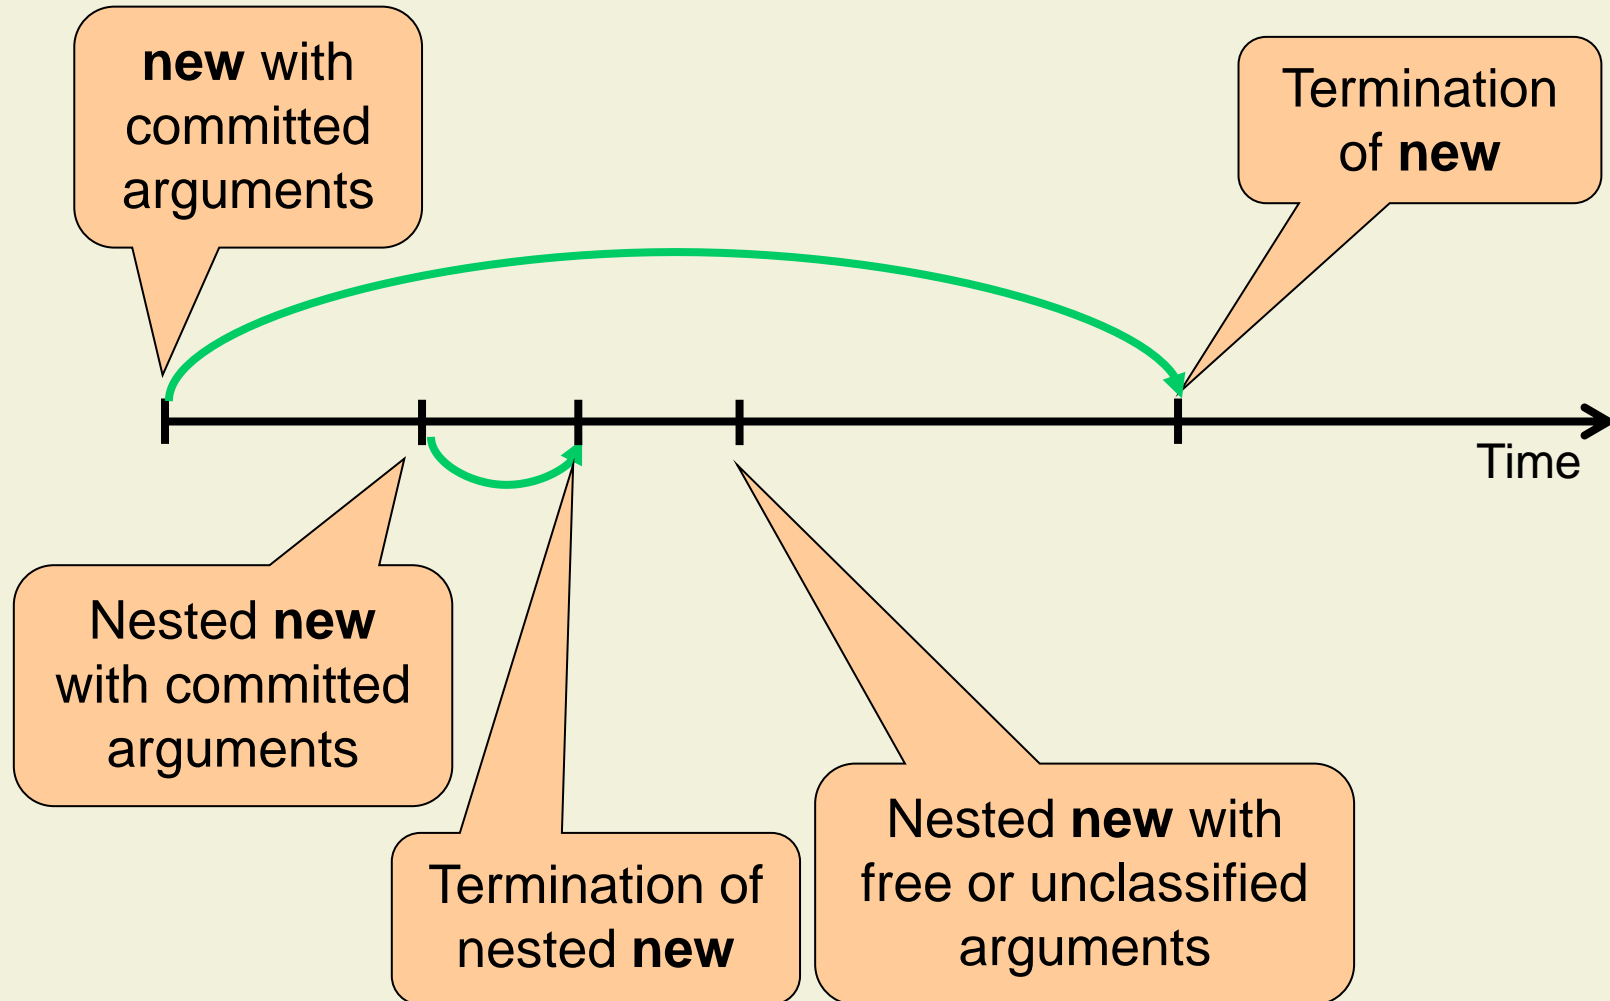 new with
committed
arguments
Termination
of new
Time
Nested new
with committed
arguments
Termination of
nested new
Nested new with
free or unclassified
arguments